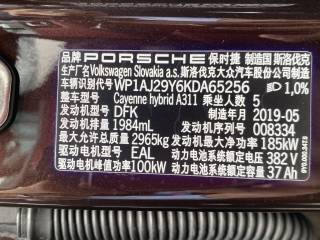 品牌 PORSCHE 保时捷 制造国 斯洛伐克
生产厂名 Volkswagen Slovakia a.s. 斯洛伐克大众汽车股份公司
车辆识别代号 WP1AJ29Y6KDA65256 1,0%
整车型号 Cayenne hybrid A311 乘坐人数 5
发动机型号 DFK 制造年月 2019-05
发动机排量 1984mL 发动机序列号 008334
最大允许总质量 2965kg 发动机最大净功率 185kW
驱动电机型号 EAL 动力电池系统额定电压 382 V
驱动电机峰值功率 100kW 动力电池系统额定容量 37 Ah